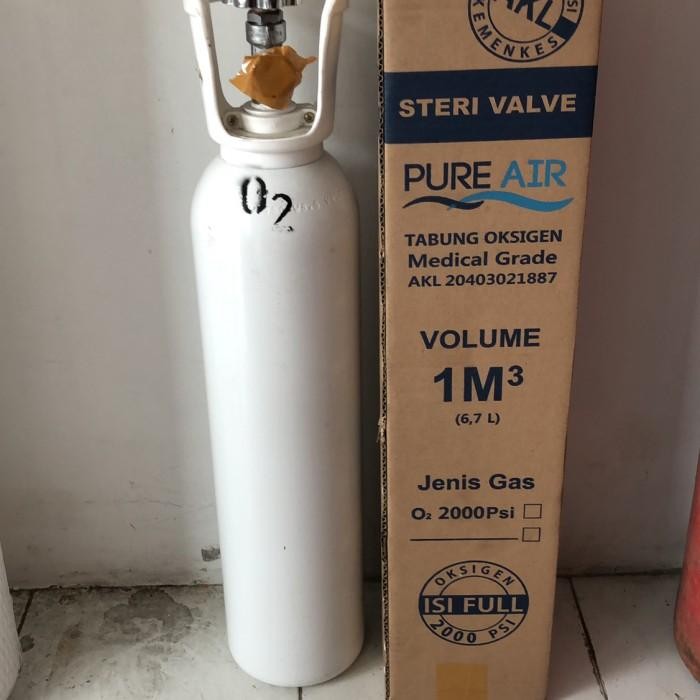 O2
AKL
KEMENKES
ISI
STERI VALVE
PURE AIR
TABUNG OKSIGEN
Medical Grade
AKL 20403021887
VOLUME
1M³
(6,7 L)
Jenis Gas
O₂ 2000Psi
OKSIGEN
ISI FULL
2000 PSI